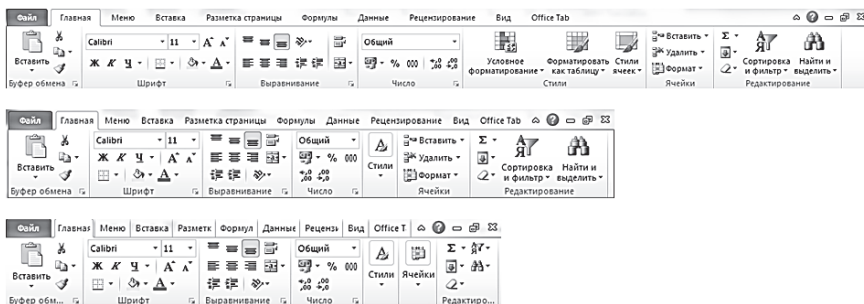 Файл Главная Меню Вставка Разметка страницы Формулы Данные Рецензирование Вид Office Tab
Calibri 11 Общий Вставить
Удалить
Вставить Ж К Ч % 000 Условное Форматировать Стили Формат Сортировка Найти и
форматирование как таблицу ячеек и фильтр выделить
Буфер обмена Шрифт Выравнивание Число Стили Ячейки Редактирование
Файл Главная Меню Вставка Разметка страницы Формулы Данные Рецензирование Вид Office Tab
Calibri 11 Общий Вставить
Вставить Ж К Ч А А % 000 Стили Удалить Сортировка Найти и
Формат и фильтр выделить
Буфер обмена Шрифт Выравнивание Число Ячейки Редактирование
Файл Главная Меню Вставка Разметк Формул Данные Реценз Вид Office T
Calibri 11 Общий
Вставить Ж К Ч А А % 000 Стили Ячейки
Буфер обм... Шрифт Выравнивание Число Редактиро...